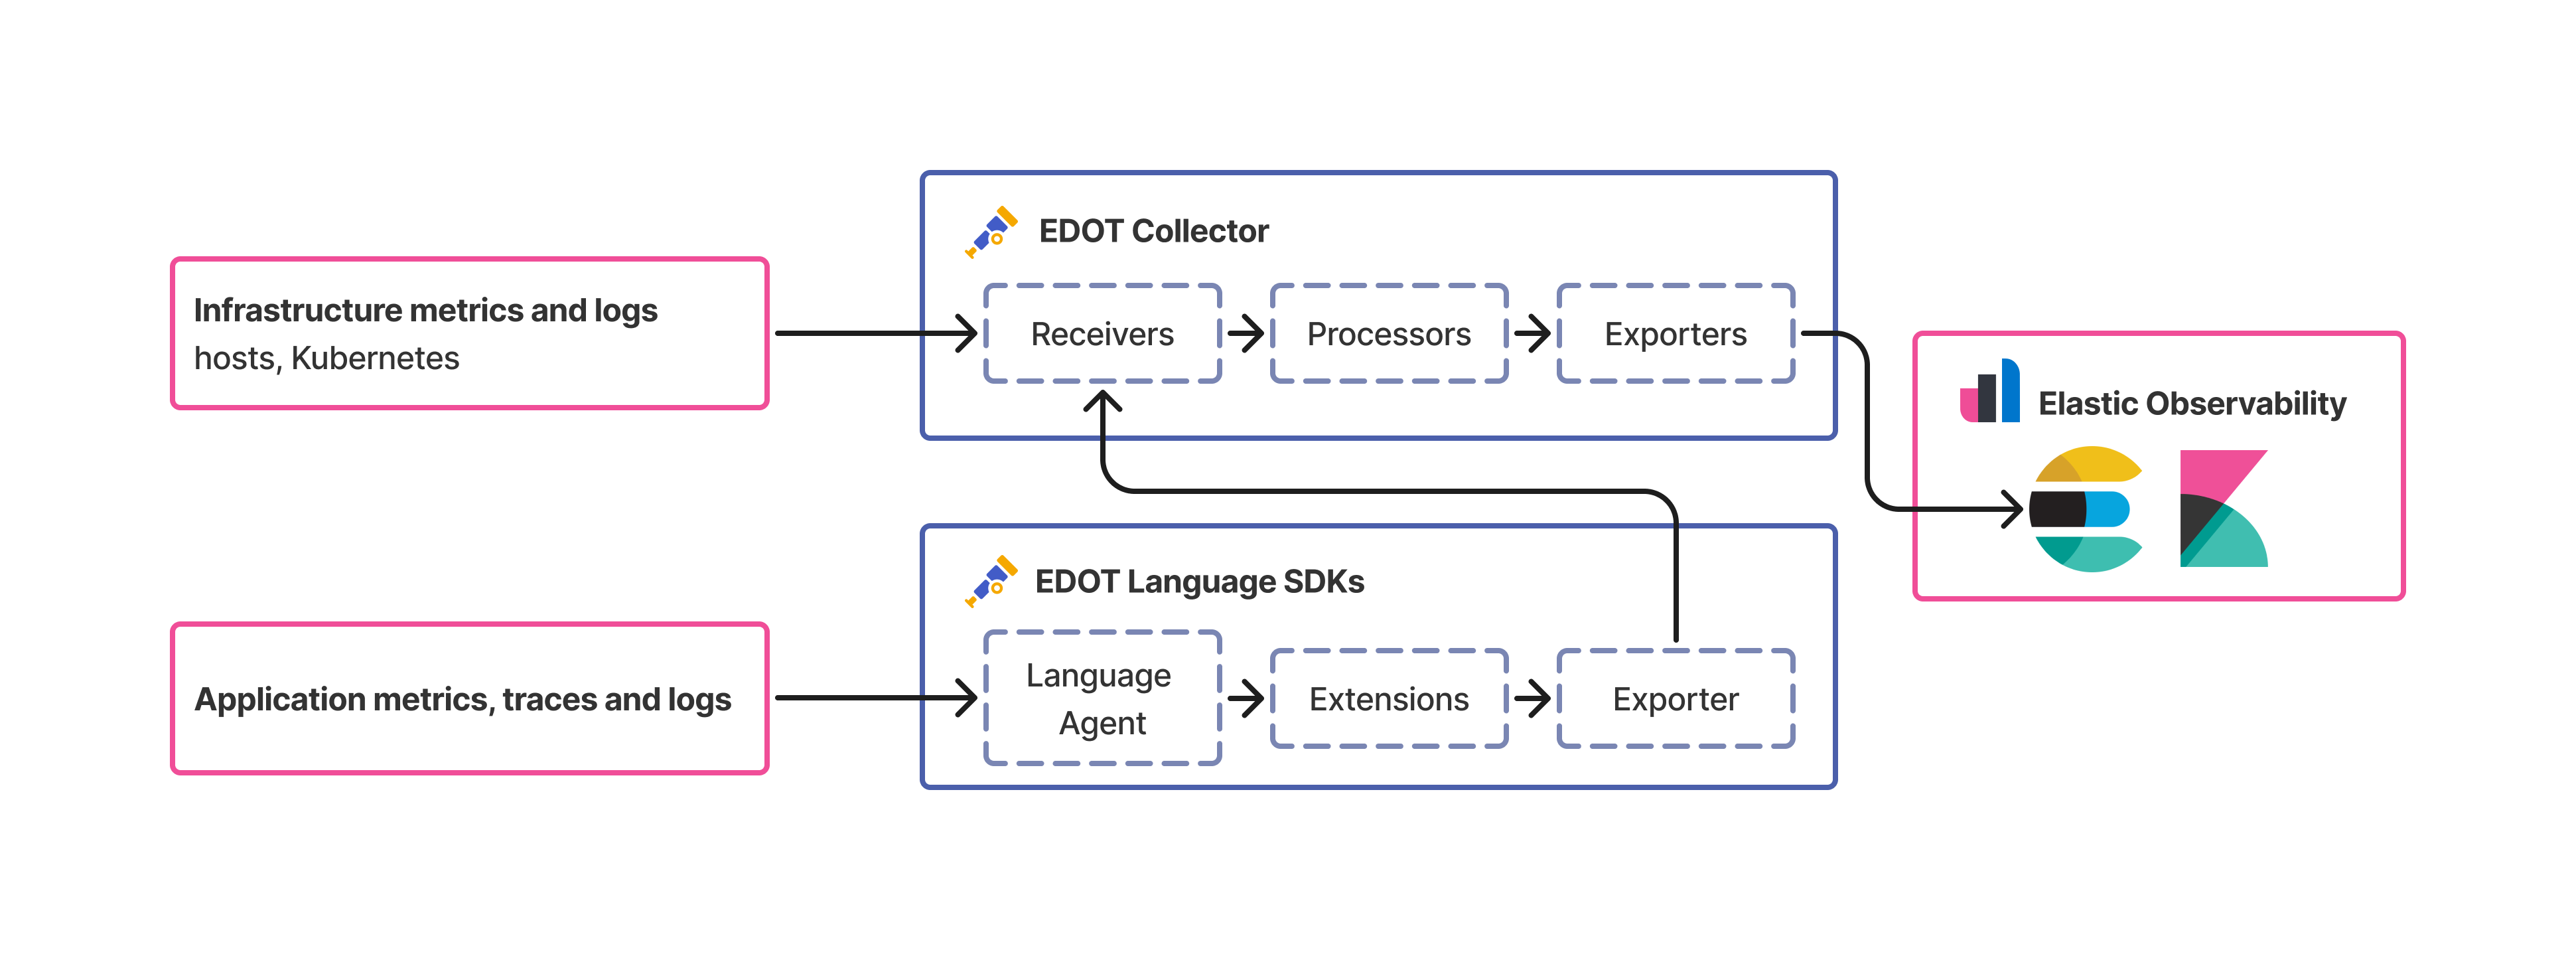 Infrastructure metrics and logs
hosts, Kubernetes
EDOT Collector
Receivers
Processors
Exporters
Application metrics, traces and logs
EDOT Language SDKs
Language
Agent
Extensions
Exporter
Elastic Observability